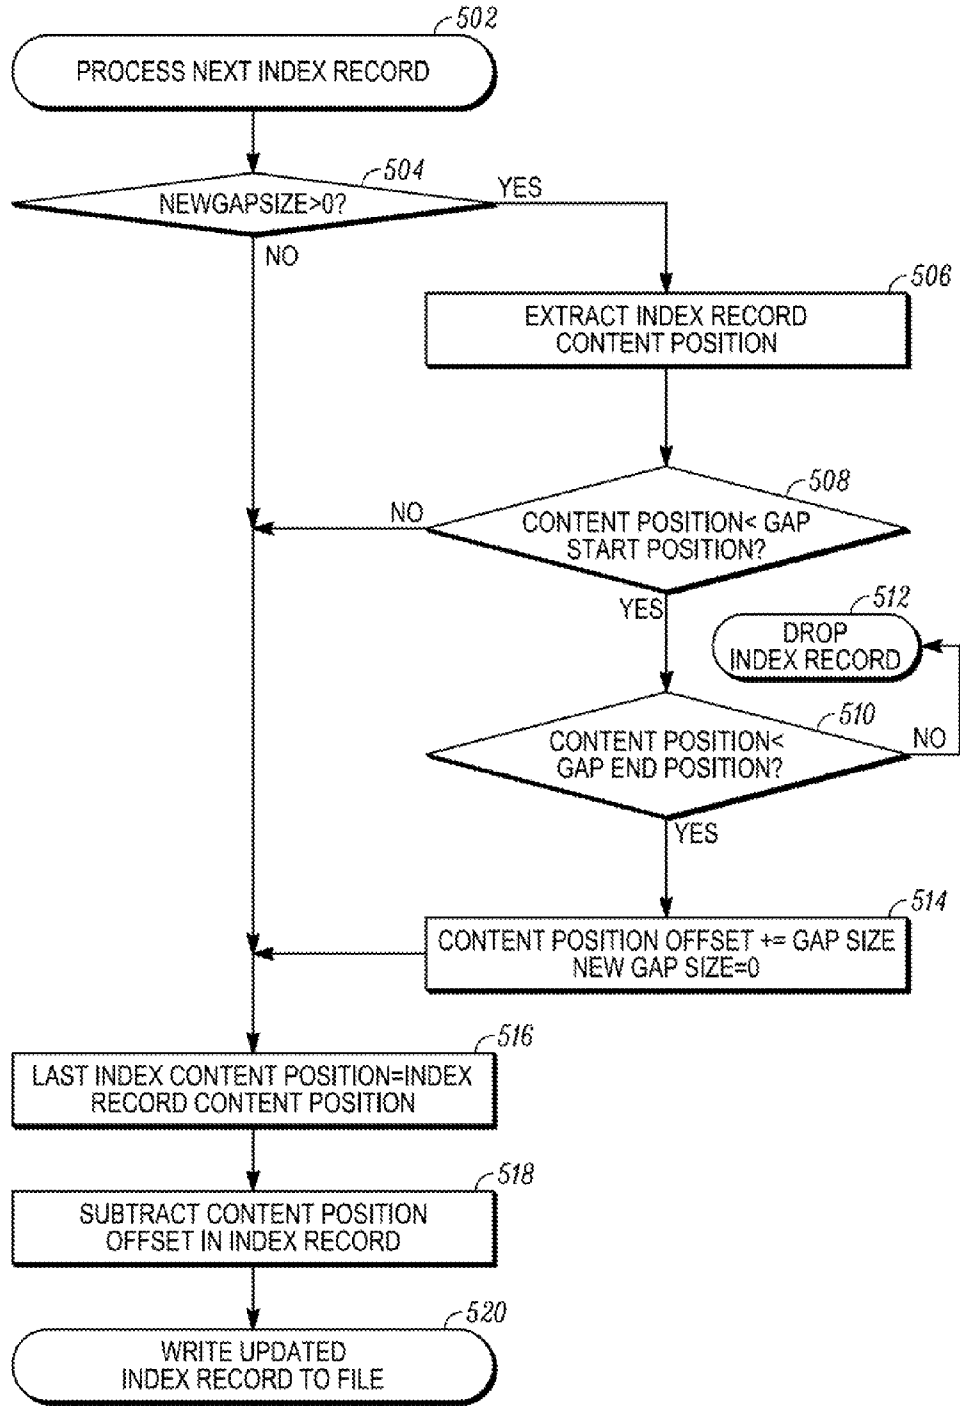 502
PROCESS NEXT INDEX RECORD
504
NEWGAPSIZE>0?
YES
NO
506
EXTRACT INDEX RECORD
CONTENT POSITION
508
CONTENT POSITION< GAP
START POSITION?
NO
YES
512
DROP
INDEX RECORD
510
CONTENT POSITION<
GAP END POSITION?
NO
YES
514
CONTENT POSITION OFFSET += GAP SIZE
NEW GAP SIZE=0
516
LAST INDEX CONTENT POSITION=INDEX
RECORD CONTENT POSITION
518
SUBTRACT CONTENT POSITION
OFFSET IN INDEX RECORD
520
WRITE UPDATED
INDEX RECORD TO FILE